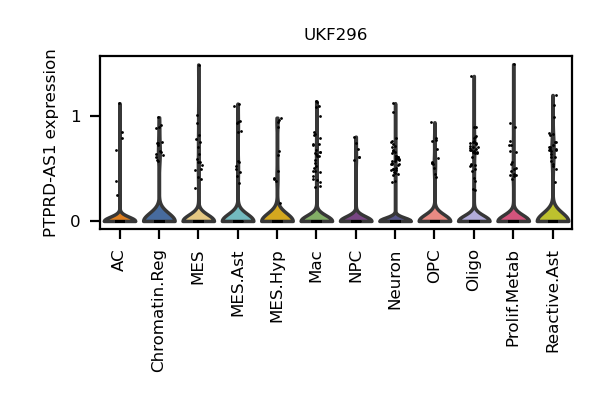 UKF296
PTPRD-AS1 expression
1
0
AC
Chromatin.Reg
MES
MES.Ast
MES.Hyp
Mac
NPC
Neuron
OPC
Oligo
Prolif.Metab
Reactive.Ast